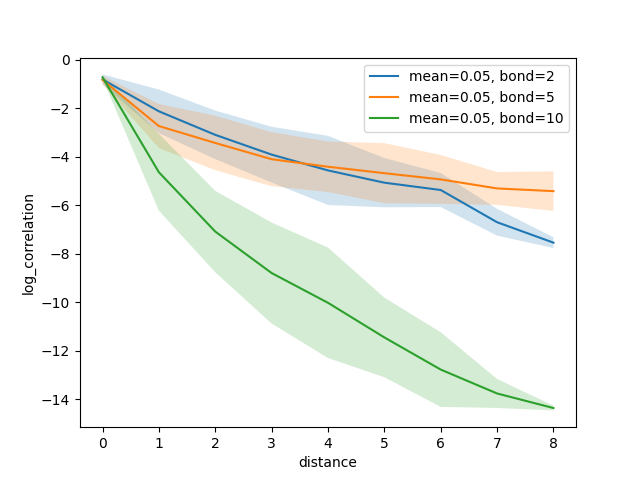 0
−2
−4
−6
−8
−10
−12
−14
log_correlation
mean=0.05, bond=2
mean=0.05, bond=5
mean=0.05, bond=10
0 1 2 3 4 5 6 7 8
distance